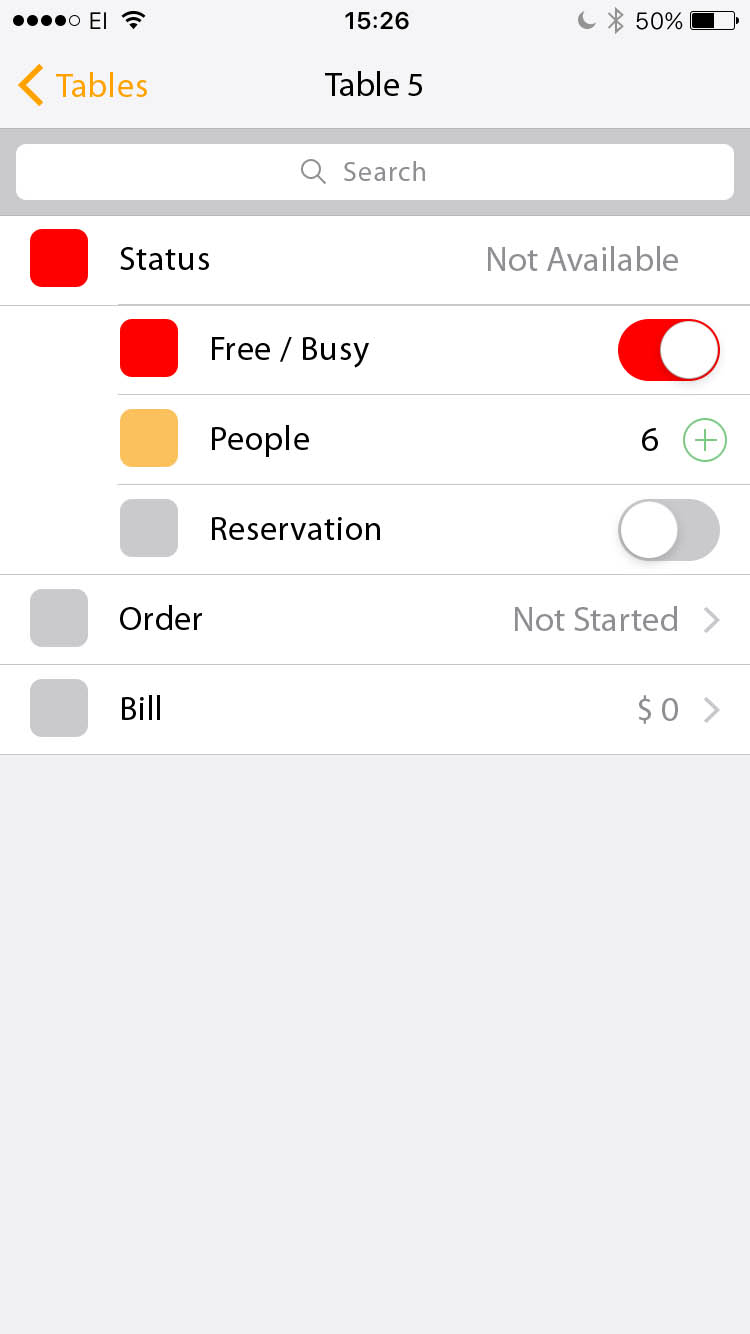 EI 15:26 50%
Tables Table 5
Search
Status Not Available
Free / Busy
People 6
Reservation
Order Not Started
Bill $ 0